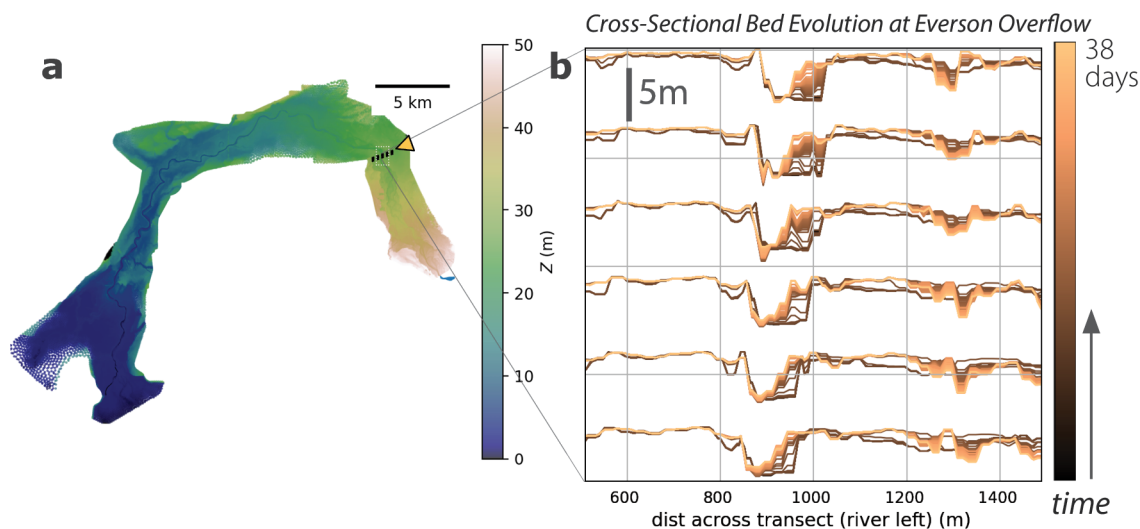 Cross-Sectional Bed Evolution at Everson Overflow
a
5 km
50
40
30
20
10
0
Z (m)
b
5m
38
days
600
800
1000
1200
1400
dist across transect (river left) (m)
time